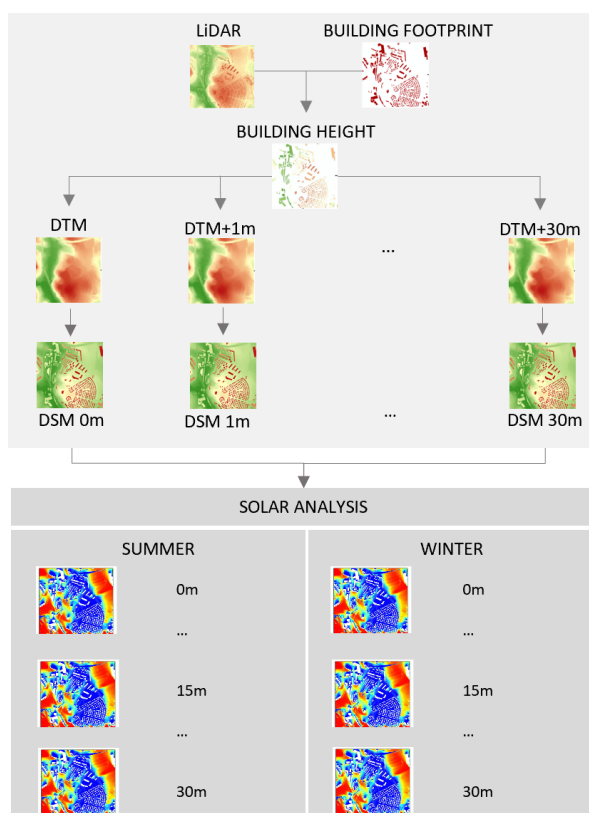 LiDAR BUILDING FOOTPRINT
BUILDING HEIGHT
DTM DTM+1m ... DTM+30m
DSM 0m DSM 1m ... DSM 30m
SOLAR ANALYSIS
SUMMER WINTER
0m 0m
... ...
15m 15m
... ...
30m 30m